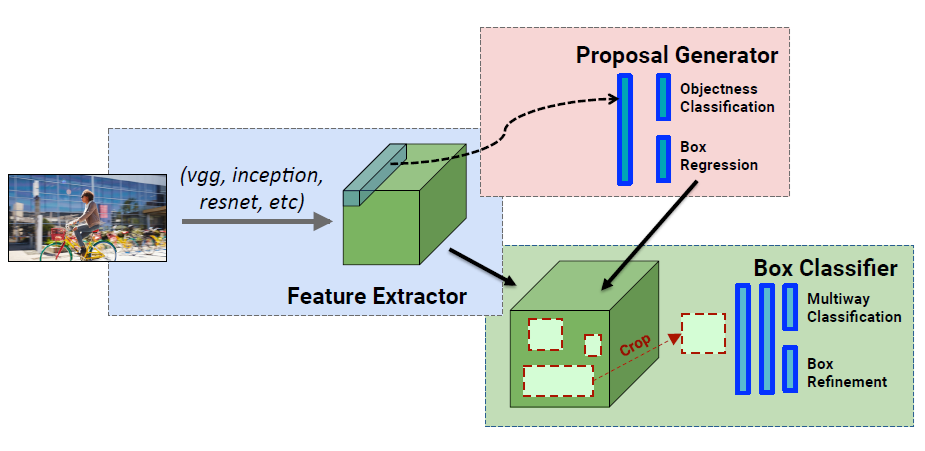 Proposal Generator
Objectness
Classification
Box
Regression
(vgg, inception,
resnet, etc)
Feature Extractor
Box Classifier
Multiway
Classification
Crop
Box
Refinement